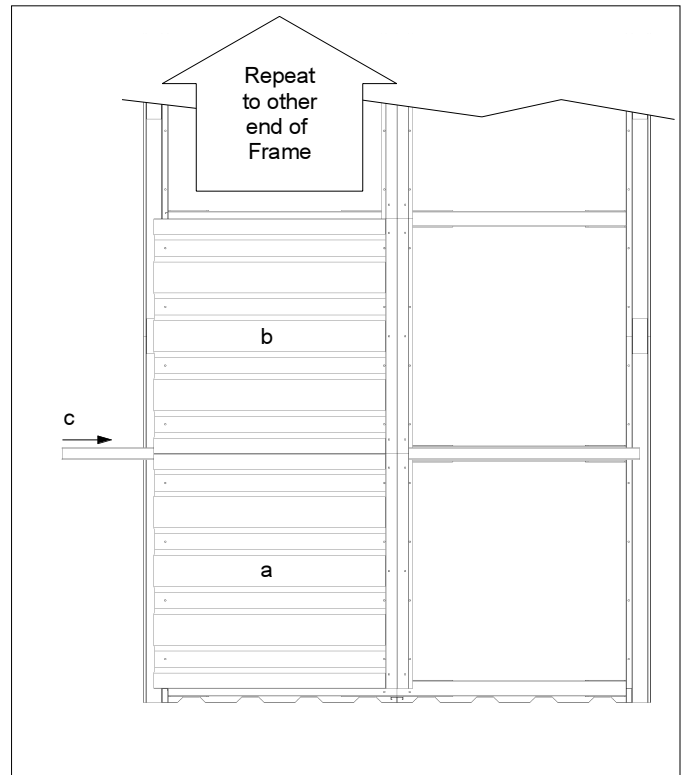 Repeat
to other
end of
Frame
b
c
a